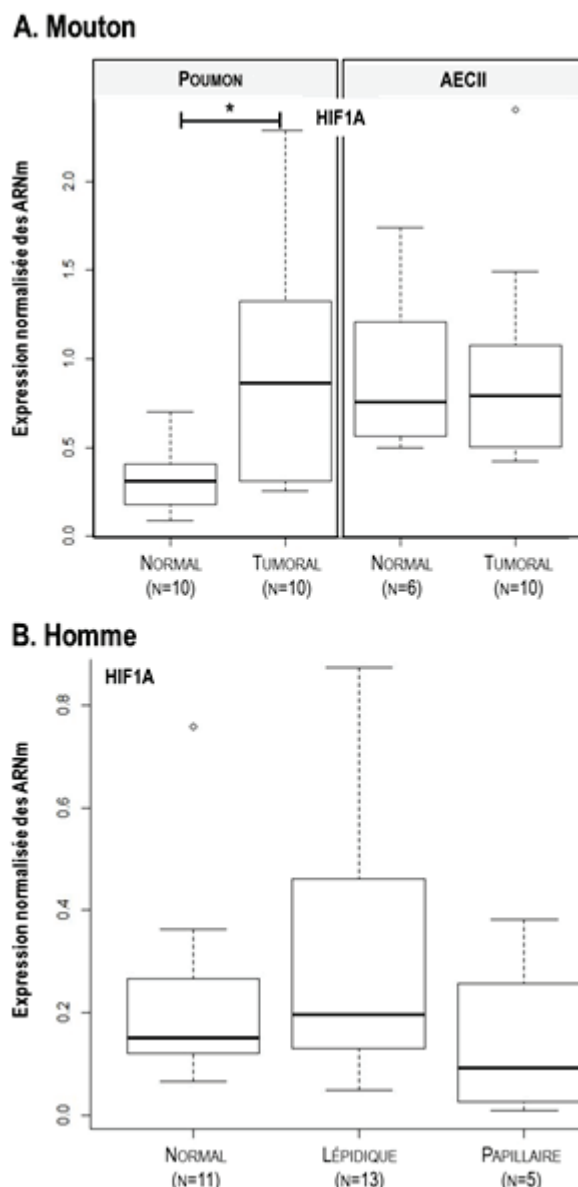 A. Mouton
POUMON
AECII
*
HIF1A
Expression normalisée des ARNm
2.0
1.5
1.0
0.5
0.0
NORMAL TUMORAL NORMAL TUMORAL
(N=10) (N=10) (N=6) (N=10)
B. Homme
HIF1A
Expression normalisée des ARNm
0.8
0.6
0.4
0.2
0.0
NORMAL LÉPIDIQUE PAPILLAIRE
(N=11) (N=13) (N=5)